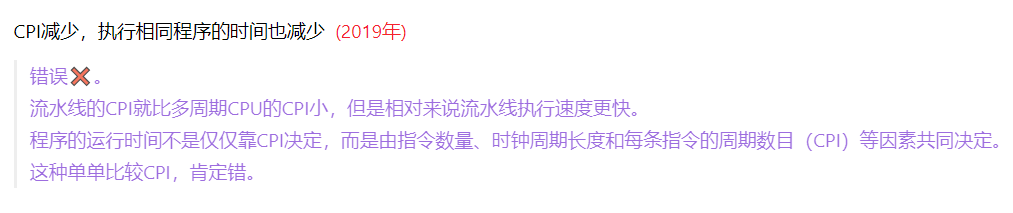 CPI减少，执行相同程序的时间也减少 (2019年)
错误❌。
流水线的CPI就比多周期CPU的CPI小，但是相对来说流水线执行速度更快。
程序的运行时间不是仅仅靠CPI决定，而是由指令数量、时钟周期长度和每条指令的周期数目（CPI）等因素共同决定。
这种单单比较CPI，肯定错。